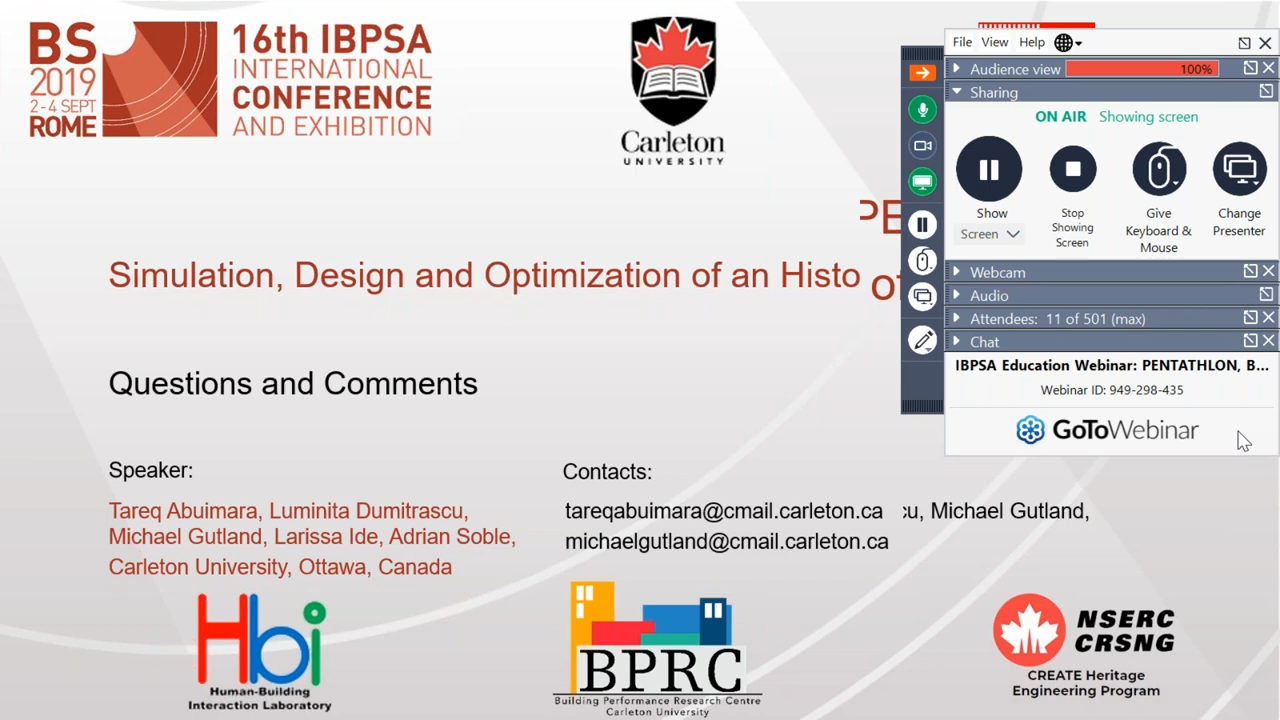 BS
2019
2-4 SEPT
ROME
16th IBPSA
INTERNATIONAL
CONFERENCE
AND EXHIBITION
Carleton
UNIVERSITY
File View Help
Audience view 100%
Sharing
ON AIR Showing screen
Show
Screen
Stop
Showing
Screen
Give
Keyboard &
Mouse
Change
Presenter
Webcam
Audio
Attendees: 11 of 501 (max)
Chat
IBPSA Education Webinar: PENTATHLON, B...
Webinar ID: 949-298-435
GoToWebinar
PE
Simulation, Design and Optimization of an Histo of
Questions and Comments
Speaker:
Tareq Abuimara, Luminita Dumitrascu,
Michael Gutland, Larissa Ide, Adrian Soble,
Carleton University, Ottawa, Canada
Contacts:
tareqabuimara@cmail.carleton.ca cu, Michael Gutland,
michaelgutland@cmail.carleton.ca
Hbi
Human-Building
Interaction Laboratory
BPRC
Building Performance Research Centre
Carleton University
NSERC
CRSNG
CREATE Heritage
Engineering Program